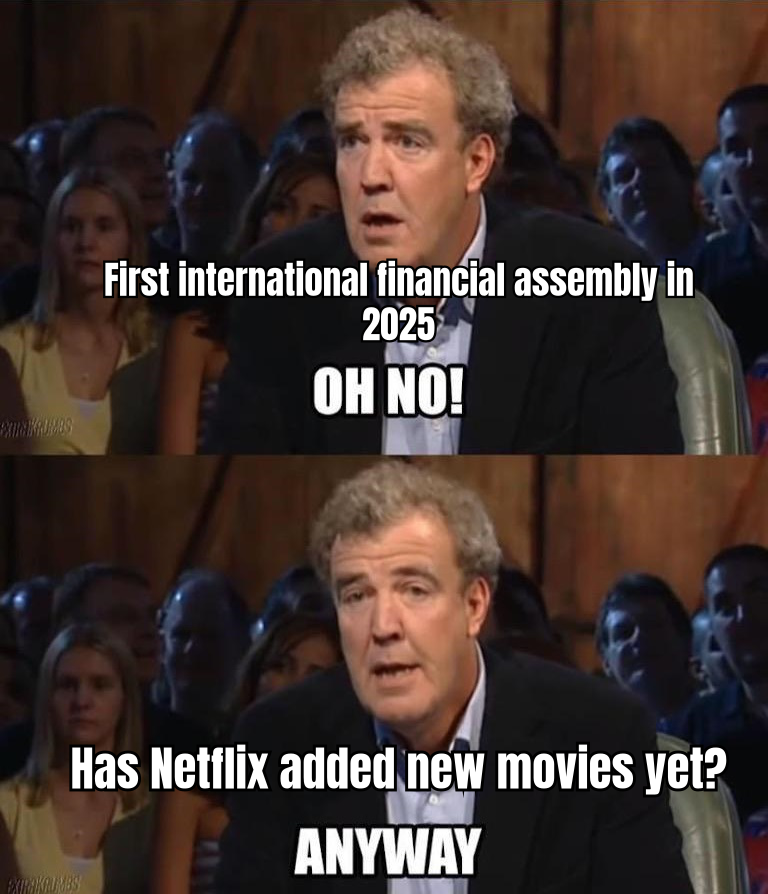 First international financial assembly in
2025
OH NO!
Has Netflix added new movies yet?
ANYWAY